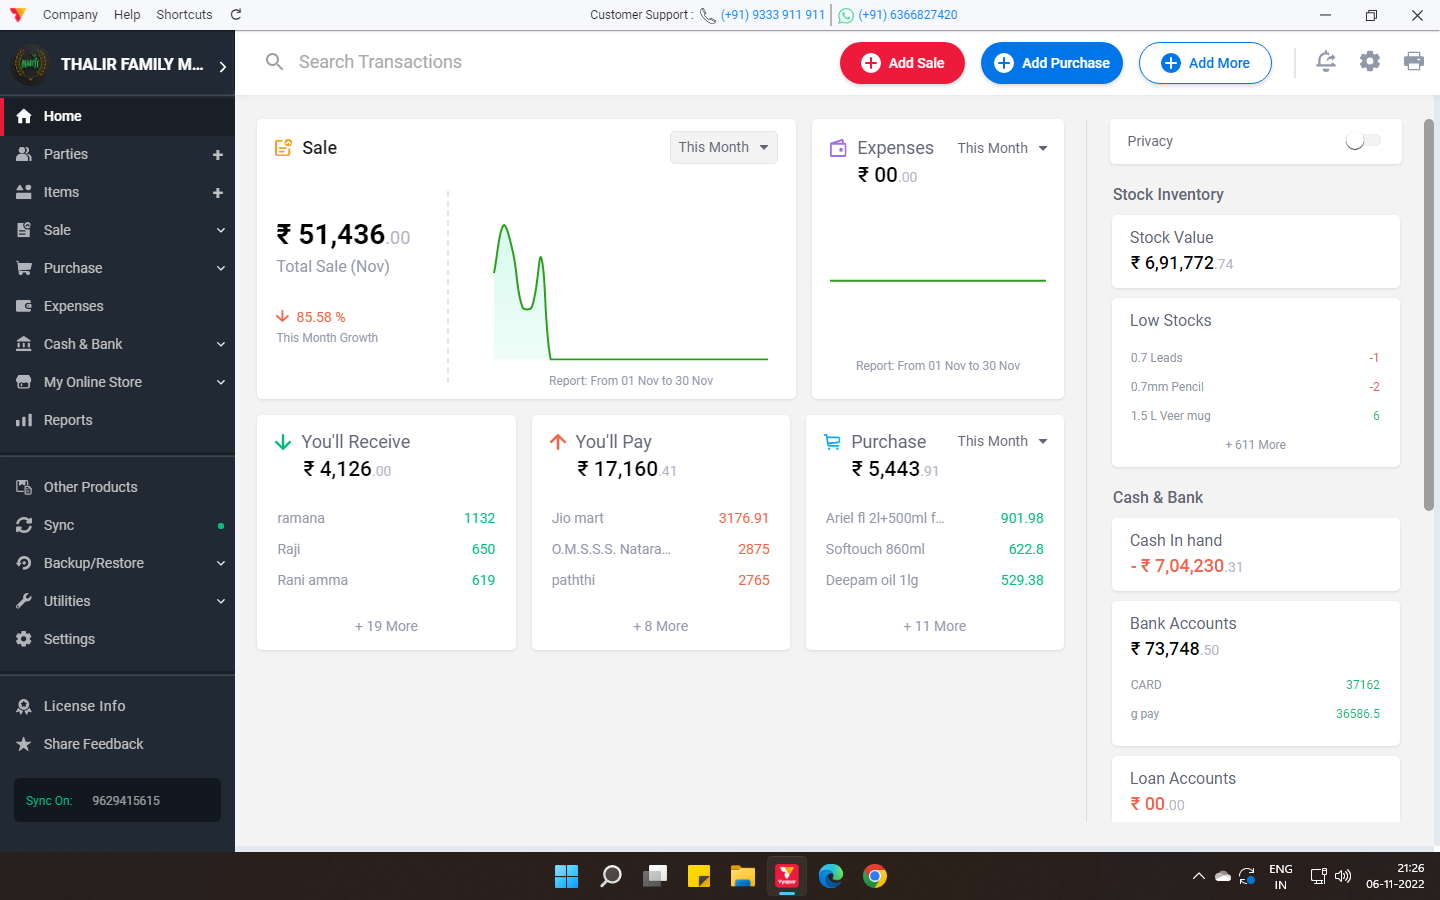 Company Help Shortcuts
Customer Support : (+91) 9333 911 911 (+91) 6366827420
THALIR FAMILY M...
Search Transactions
Add Sale
Add Purchase
Add More
Home
Parties
Items
Sale
Purchase
Expenses
Cash & Bank
My Online Store
Reports
Other Products
Sync
Backup/Restore
Utilities
Settings
License Info
Share Feedback
Sync On: 9629415615
Sale
This Month
₹ 51,436.00
Total Sale (Nov)
85.58 %
This Month Growth
Report: From 01 Nov to 30 Nov
Expenses This Month
₹ 00.00
Report: From 01 Nov to 30 Nov
You'll Receive
₹ 4,126.00
ramana 1132
Raji 650
Rani amma 619
+ 19 More
You'll Pay
₹ 17,160.41
Jio mart 3176.91
O.M.S.S.S. Natara... 2875
paththi 2765
+ 8 More
Purchase This Month
₹ 5,443.91
Ariel fl 2l+500ml f... 901.98
Softouch 860ml 622.8
Deepam oil 1lg 529.38
+ 11 More
Privacy
Stock Inventory
Stock Value
₹ 6,91,772.74
Low Stocks
0.7 Leads -1
0.7mm Pencil -2
1.5 L Veer mug 6
+ 611 More
Cash & Bank
Cash In hand
- ₹ 7,04,230.31
Bank Accounts
₹ 73,748.50
CARD 37162
g pay 36586.5
Loan Accounts
₹ 00.00
Vyapar
ENG
IN
21:26
06-11-2022